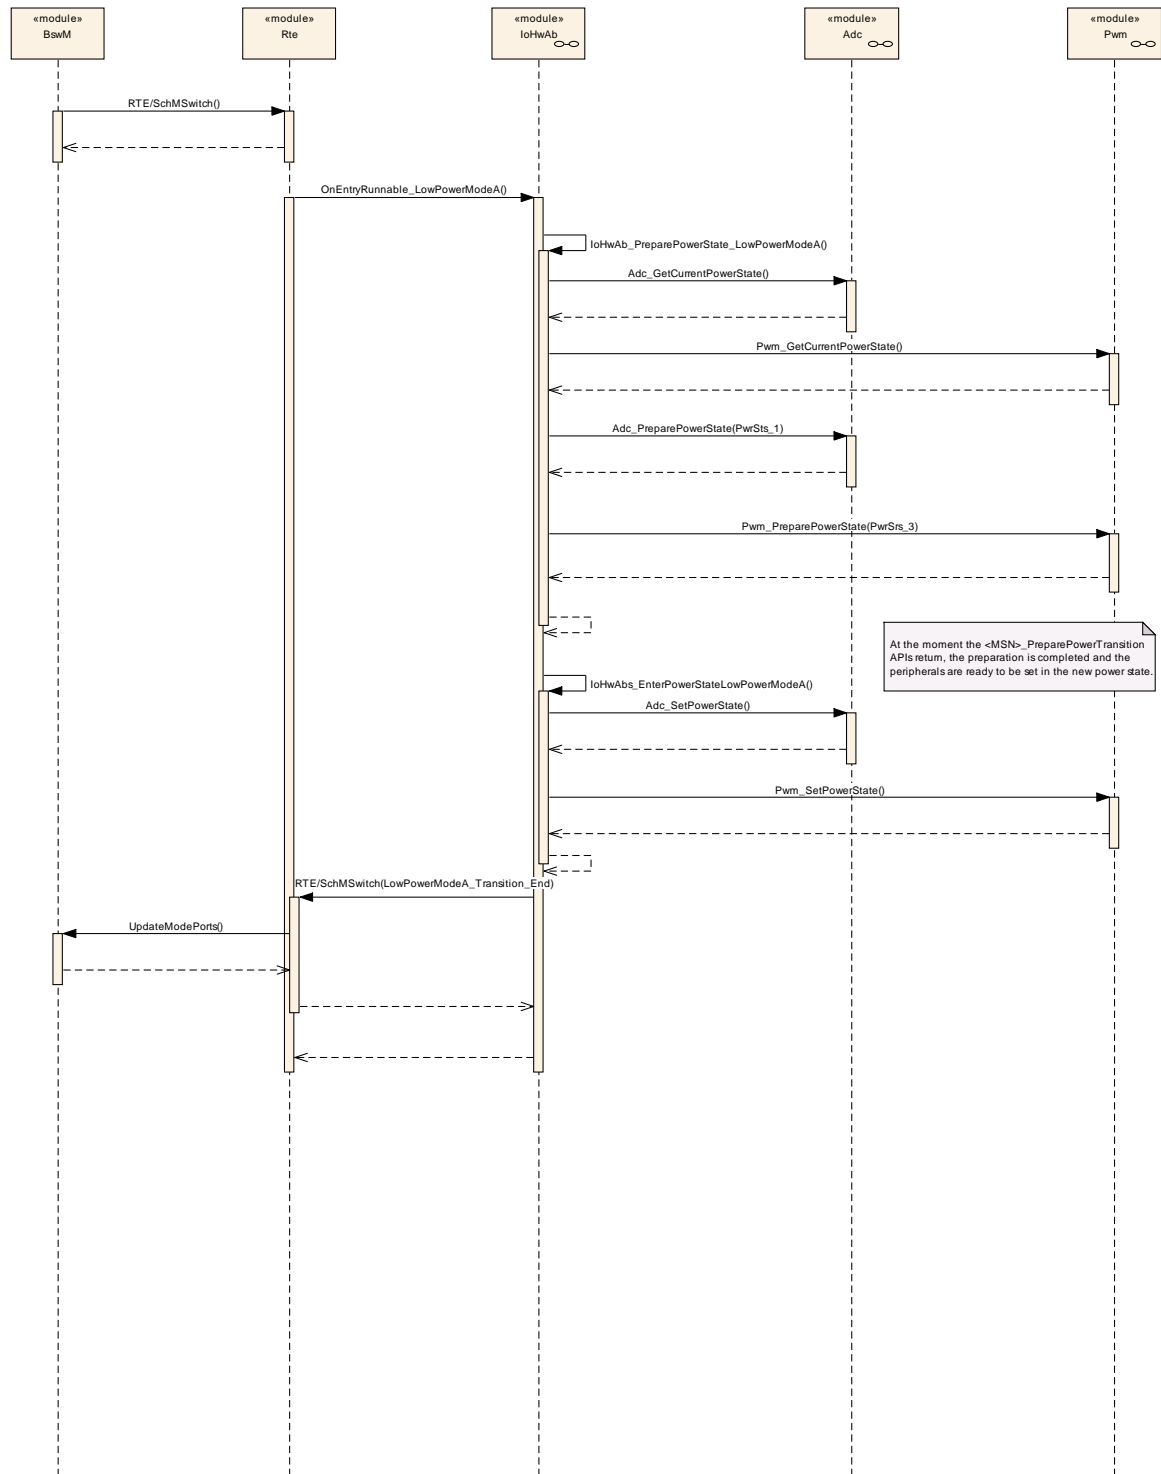 «module»
BswM
«module»
Rte
«module»
IoHwAb
«module»
Adc
«module»
Pwm
RTE/SchMSwitch()
OnEntryRunnable_LowPowerModeA()
IoHwAb_PreparePowerState_LowPowerModeA()
Adc_GetCurrentPowerState()
Pwm_GetCurrentPowerState()
Adc_PreparePowerState(PwrSts_1)
Pwm_PreparePowerState(PwrSrs_3)
At the moment the <MSN>_PreparePowerTransition
APIs return, the preparation is completed and the
peripherals are ready to be set in the new power state.
IoHwAbs_EnterPowerStateLowPowerModeA()
Adc_SetPowerState()
Pwm_SetPowerState()
RTE/SchMSwitch(LowPowerModeA_Transition_End)
UpdateModePorts()